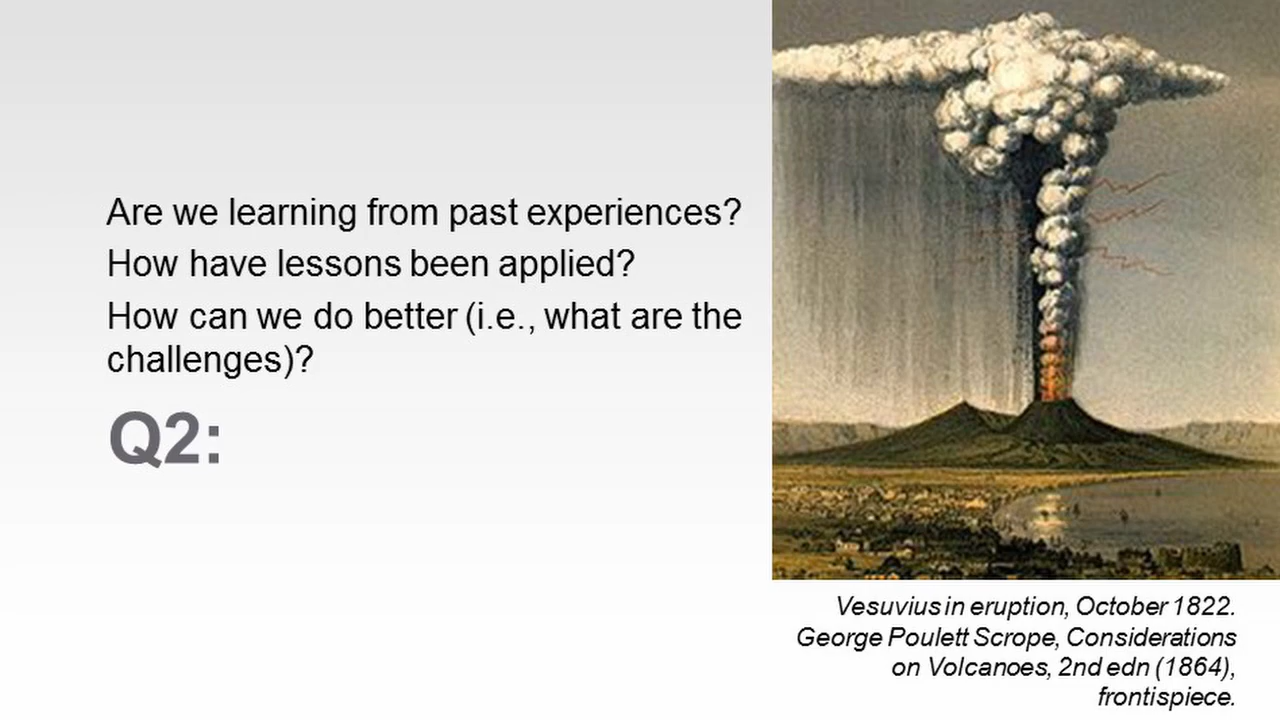 Are we learning from past experiences?
How have lessons been applied?
How can we do better (i.e., what are the
challenges)?
Q2:
Vesuvius in eruption, October 1822.
George Poulett Scrope, Considerations
on Volcanoes, 2nd edn (1864),
frontispiece.